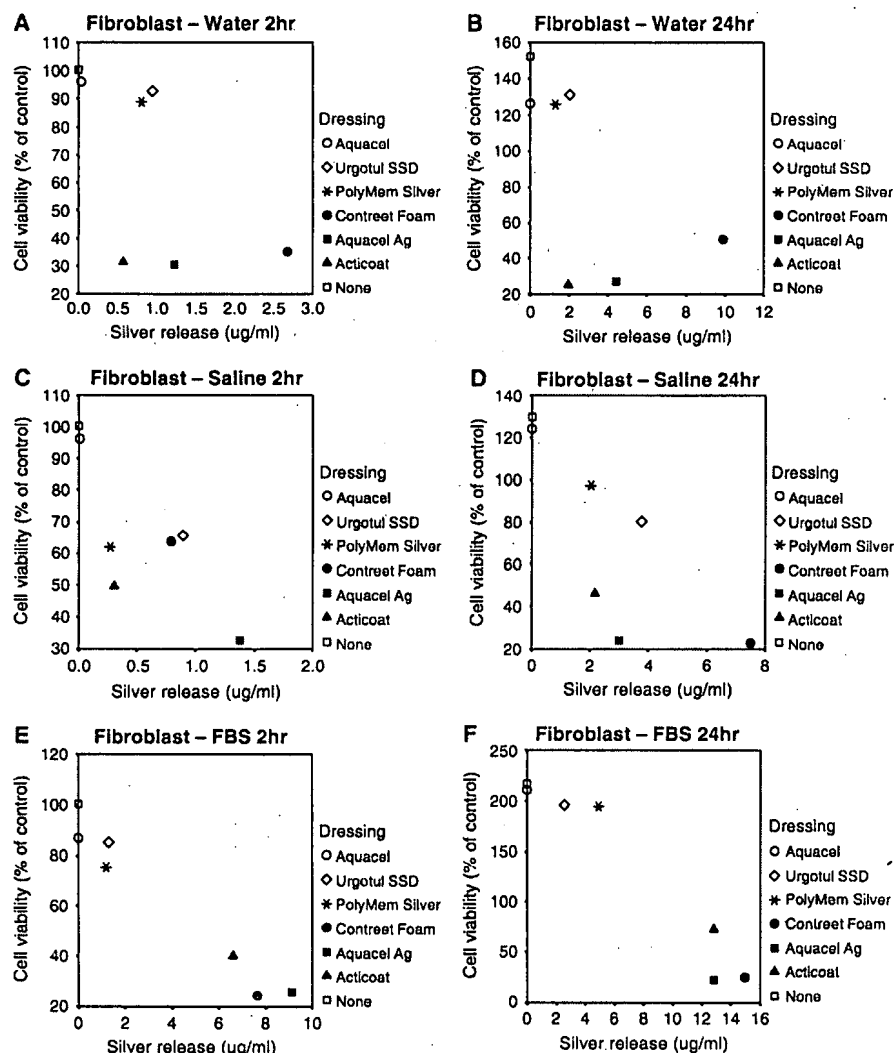 A Fibroblast – Water 2hr
Cell viability (% of control)
110
100
90
80
70
60
50
40
30
20
0.0 0.5 1.0 1.5 2.0 2.5 3.0
Silver release (ug/ml)
Dressing
Aquacel
Urgotul SSD
PolyMem Silver
Contreet Foam
Aquacel Ag
Acticoat
None
B Fibroblast – Water 24hr
Cell viability (% of control)
160
140
120
100
80
60
40
20
0 2 4 6 8 10 12
Silver release (ug/ml)
Dressing
Aquacel
Urgotul SSD
PolyMem Silver
Contreet Foam
Aquacel Ag
Acticoat
None
C Fibroblast – Saline 2hr
Cell viability (% of control)
110
100
90
80
70
60
50
40
30
0.0 0.5 1.0 1.5 2.0
Silver release (ug/ml)
Dressing
Aquacel
Urgotul SSD
PolyMem Silver
Contreet Foam
Aquacel Ag
Acticoat
None
D Fibroblast – Saline 24hr
Cell viability (% of control)
140
120
100
80
60
40
20
0 2 4 6 8
Silver release (ug/ml)
Dressing
Aquacel
Urgotul SSD
PolyMem Silver
Contreet Foam
Aquacel Ag
Acticoat
None
E Fibroblast – FBS 2hr
Cell viability (% of control)
120
100
80
60
40
20
0 2 4 6 8 10
Silver release (ug/ml)
Dressing
Aquacel
Urgotul SSD
PolyMem Silver
Contreet Foam
Aquacel Ag
Acticoat
None
F Fibroblast – FBS 24hr
Cell viability (% of control)
250
200
150
100
50
0
0 2 4 6 8 10 12 14 16
Silver release (ug/ml)
Dressing
Aquacel
Urgotul SSD
PolyMem Silver
Contreet Foam
Aquacel Ag
Acticoat
None